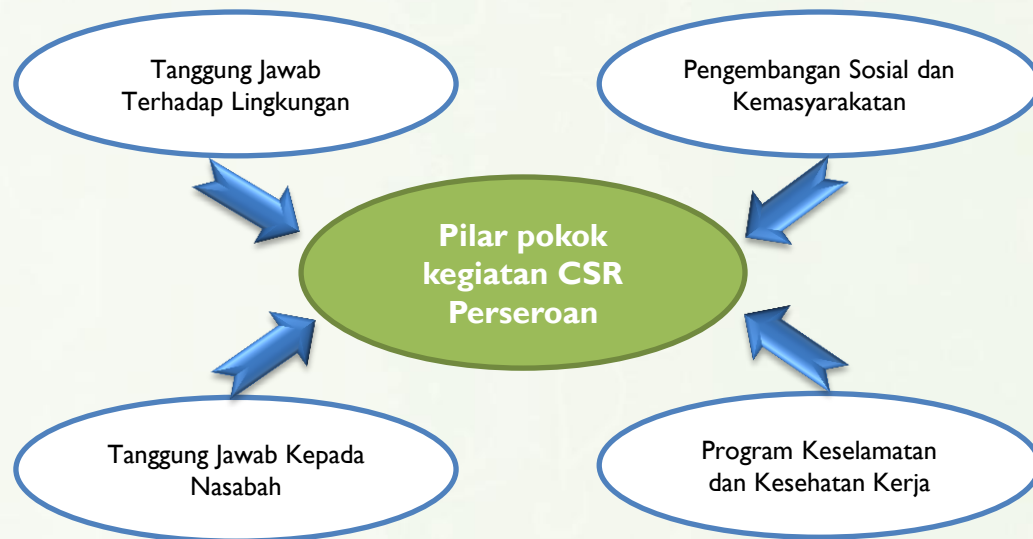 Tanggung Jawab
Terhadap Lingkungan
Pengembangan Sosial dan
Kemasyarakatan
Pilar pokok
kegiatan CSR
Perseroan
Tanggung Jawab Kepada
Nasabah
Program Keselamatan
dan Kesehatan Kerja